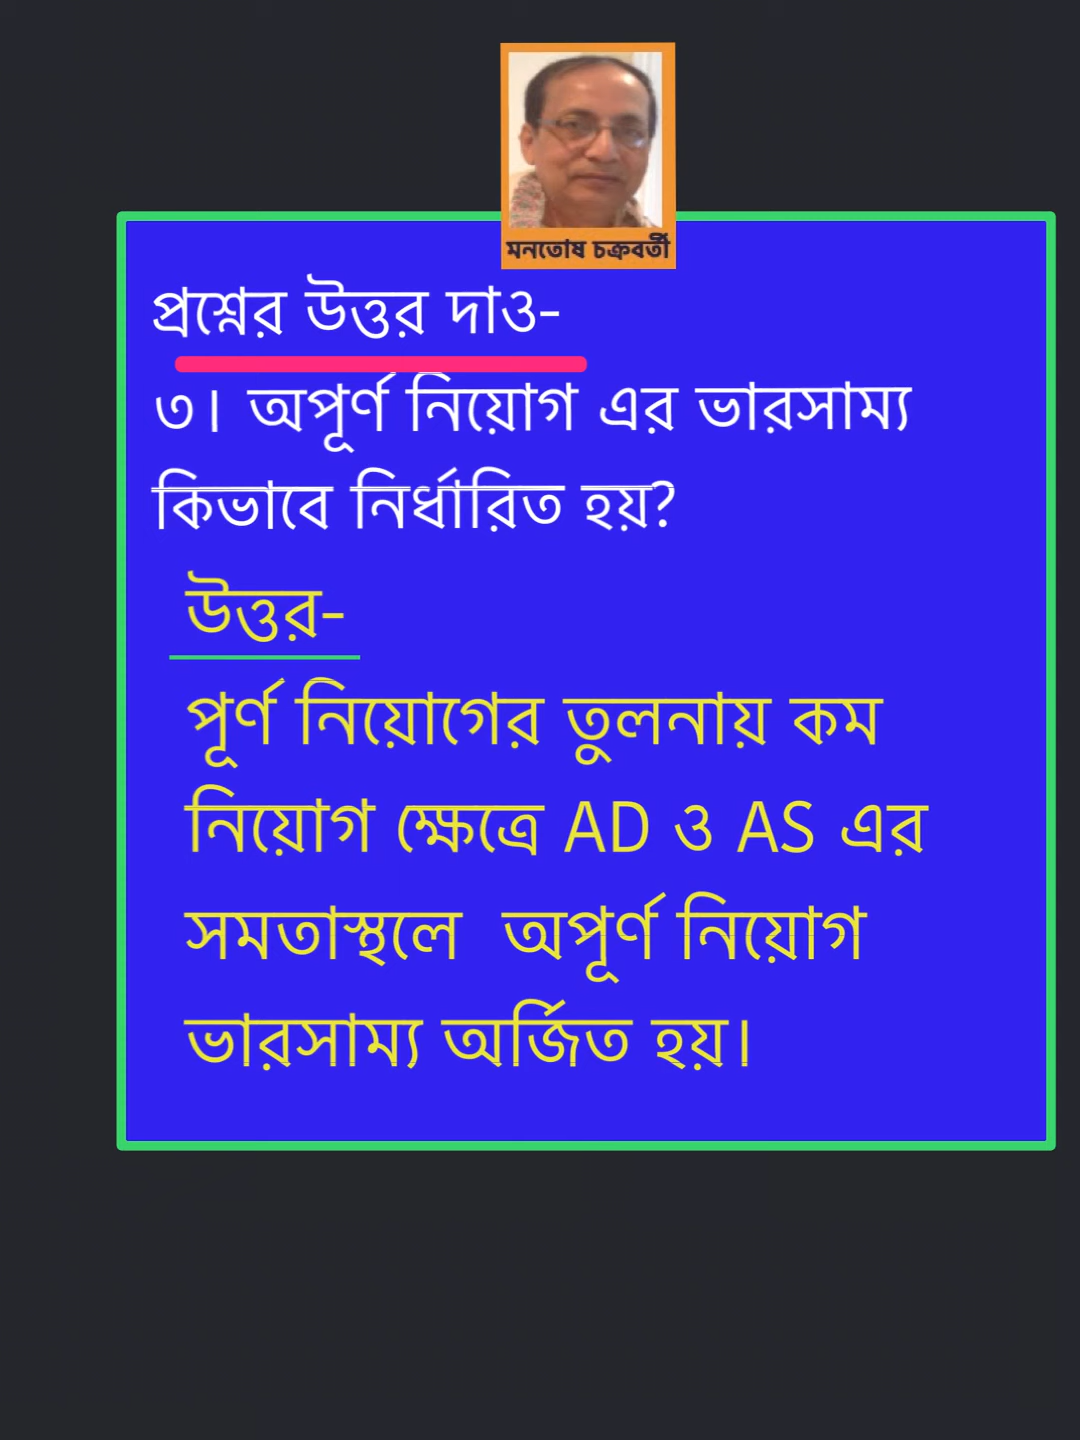 মনতোষ চক্রবর্তী
প্রশ্নের উত্তর দাও-
৩। অপূর্ণ নিয়োগ এর ভারসাম্য
কিভাবে নির্ধারিত হয়?
উত্তর-
পূর্ণ নিয়োগের তুলনায় কম
নিয়োগ ক্ষেত্রে AD ও AS এর
সমতাস্থলে অপূর্ণ নিয়োগ
ভারসাম্য অর্জিত হয়।